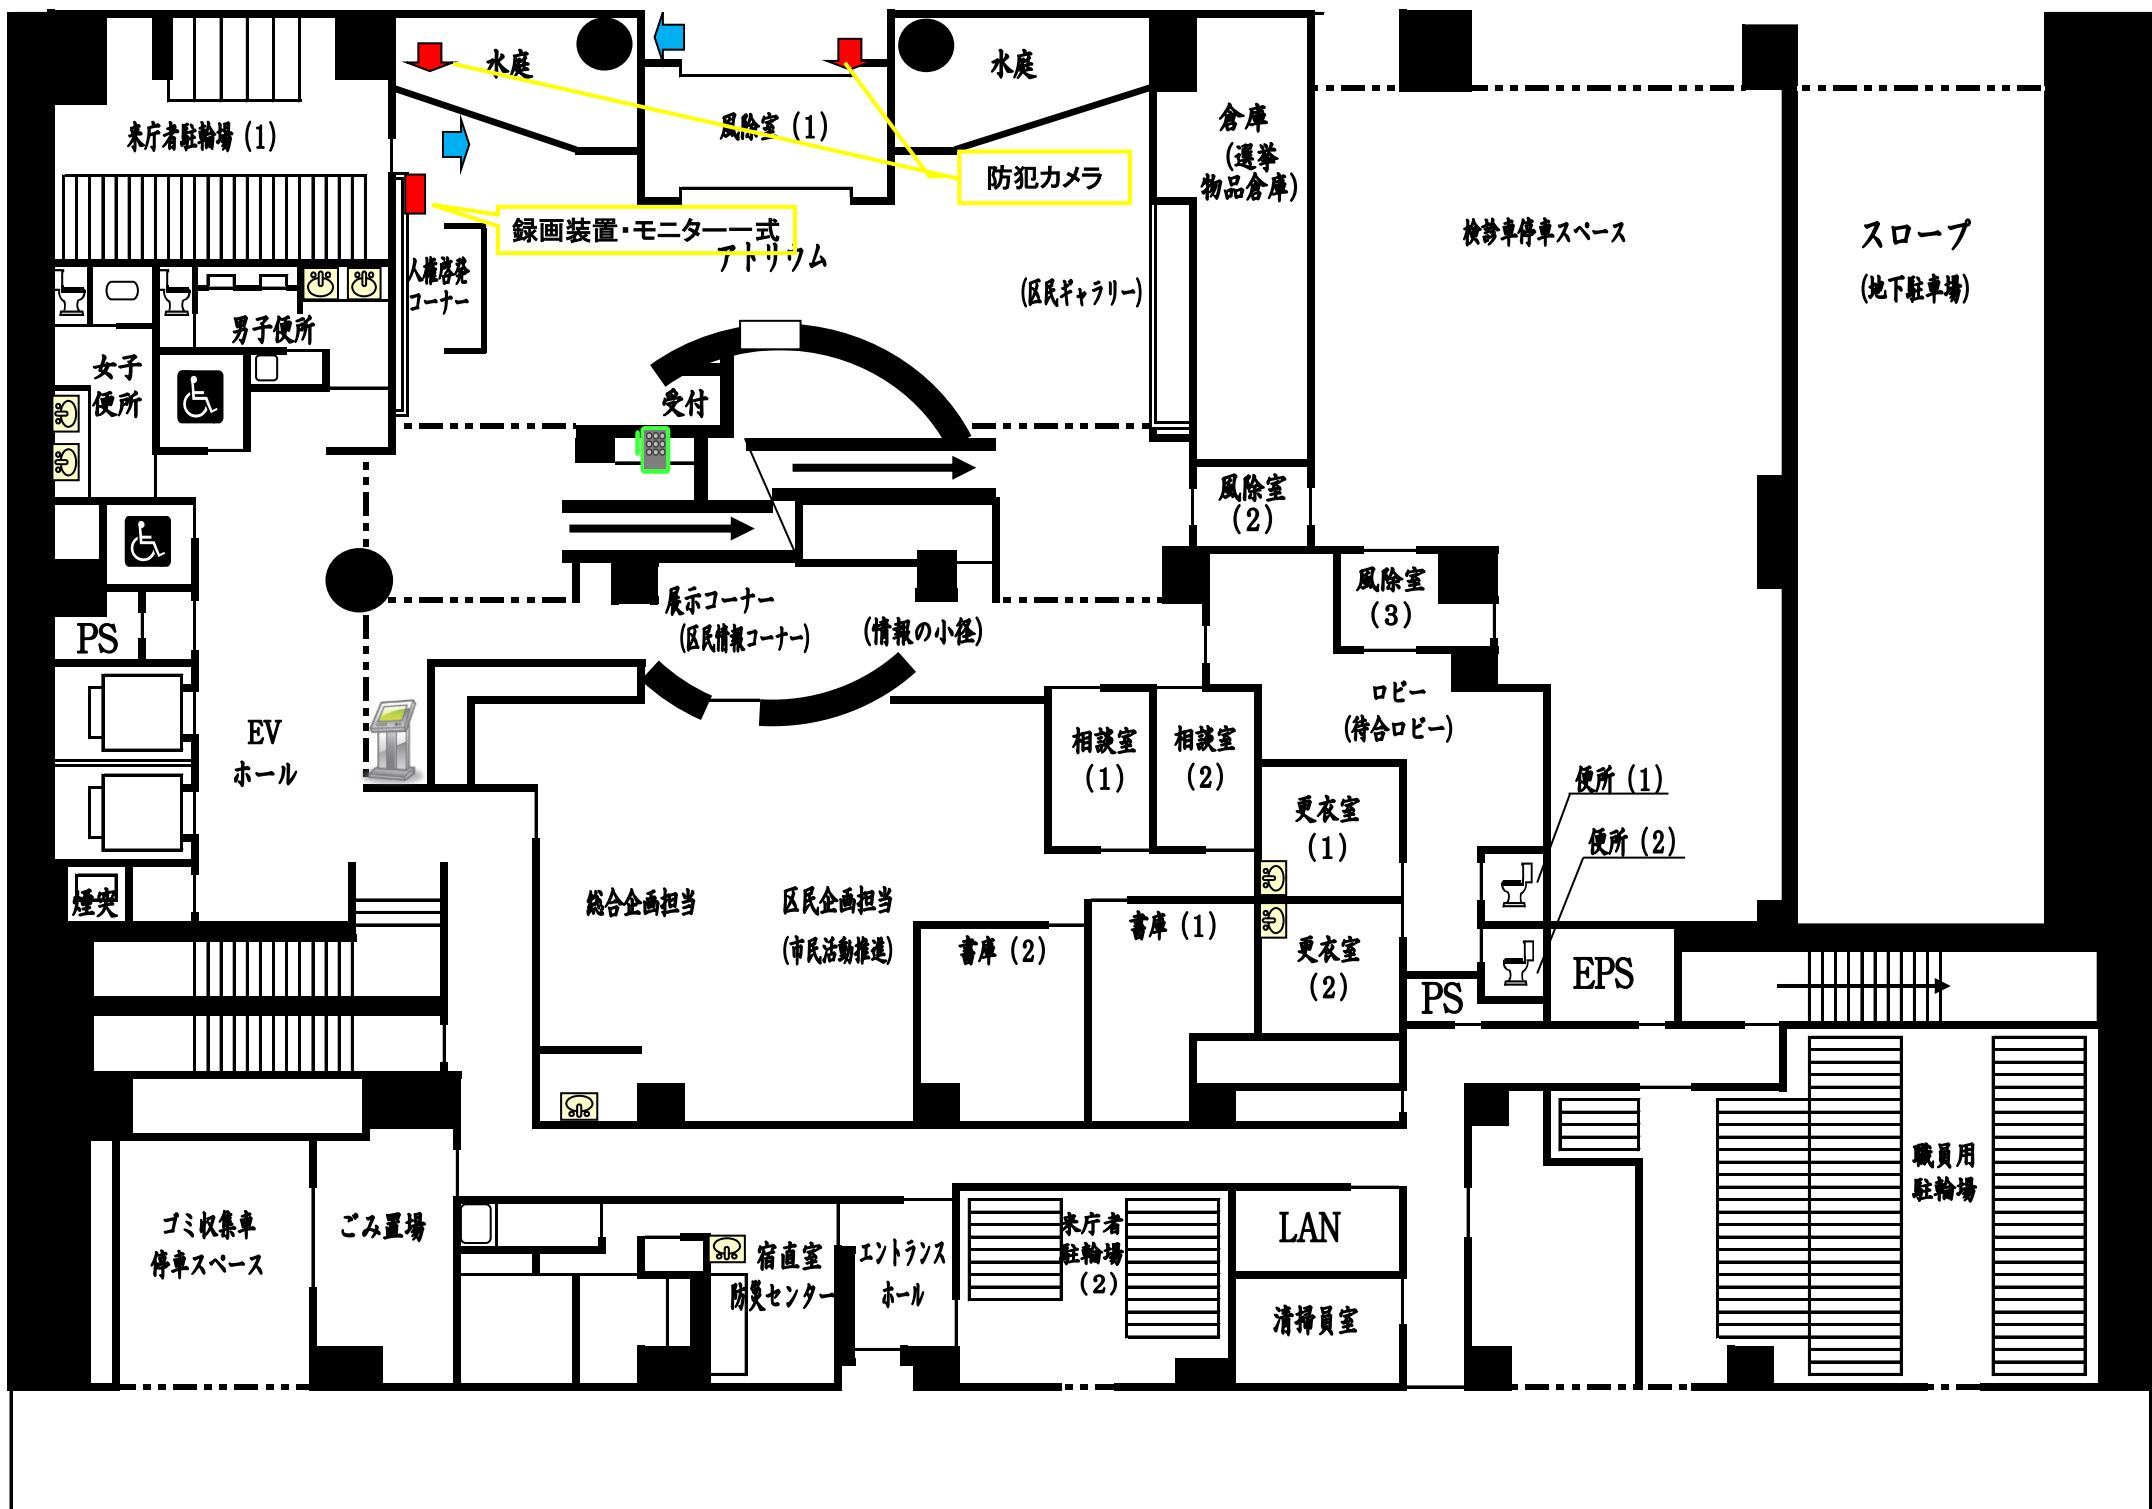 水庭
水庭
風除室(1)
来庁者駐輪場(1)
倉庫
(選挙
物品倉庫)
防犯カメラ
録画装置・モニター一式
アトリウム
検診車停車スペース
スロープ
(地下駐車場)
人権啓発
コーナー
(区民ギャラリー)
男子便所
女子
便所
受付
風除室
(2)
風除室
(3)
展示コーナー
(区民情報コーナー)
(情報の小径)
PS
EV
ホール
ロビー
(待合ロビー)
相談室
(1)
相談室
(2)
便所(1)
便所(2)
更衣室
(1)
煙突
総合企画担当
区民企画担当
(市民活動推進)
書庫(2)
書庫(1)
更衣室
(2)
PS
EPS
職員用
駐輪場
ゴミ収集車
停車スペース
ごみ置場
宿直室
防災センター
エントランス
ホール
来庁者
駐輪場
(2)
LAN
清掃員室